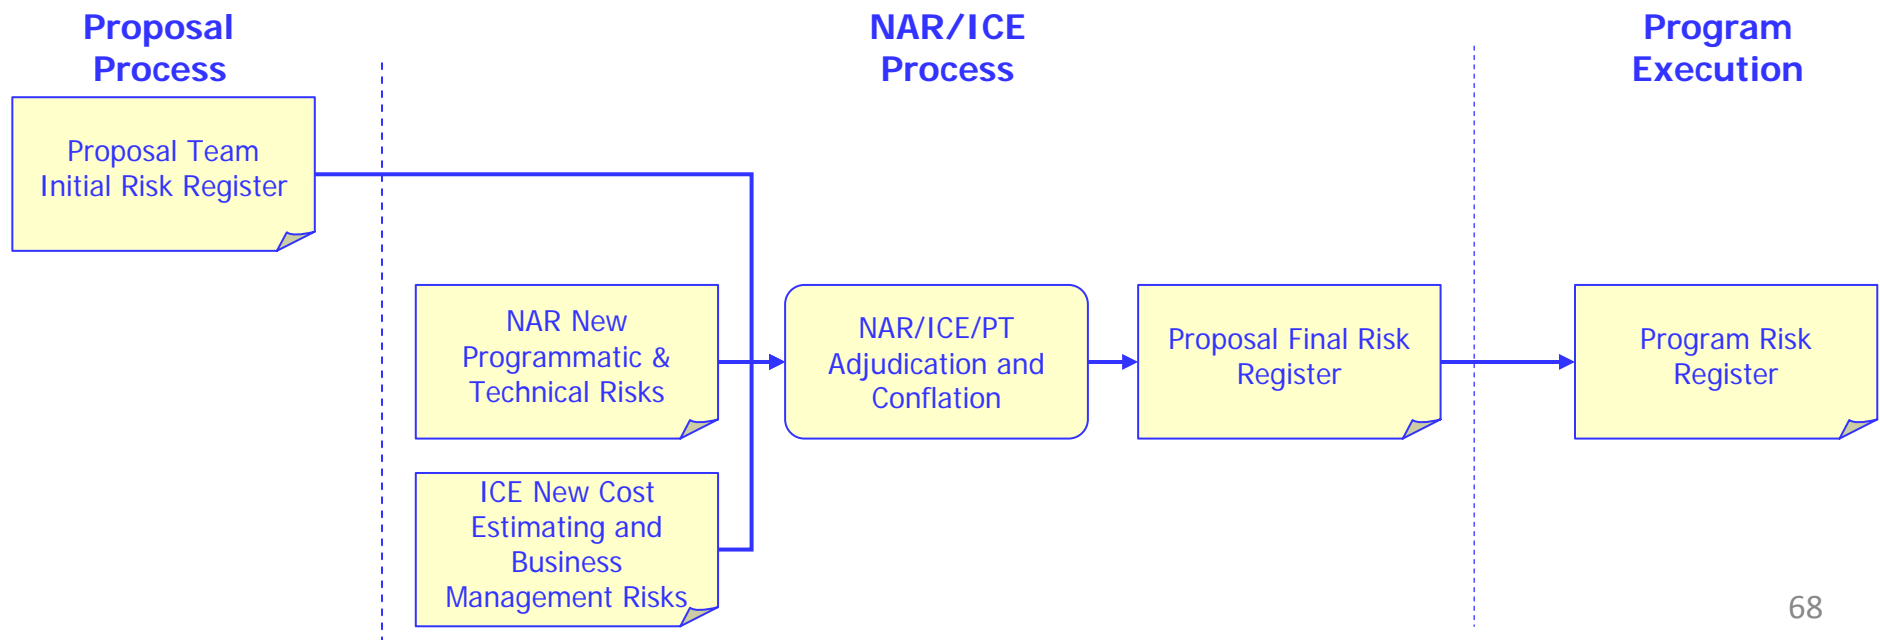 Proposal
Process
NAR/ICE
Process
Program
Execution
Proposal Team
Initial Risk Register
NAR New
Programmatic &
Technical Risks
NAR/ICE/PT
Adjudication and
Conflation
Proposal Final Risk
Register
Program Risk
Register
ICE New Cost
Estimating and
Business
Management Risks
68